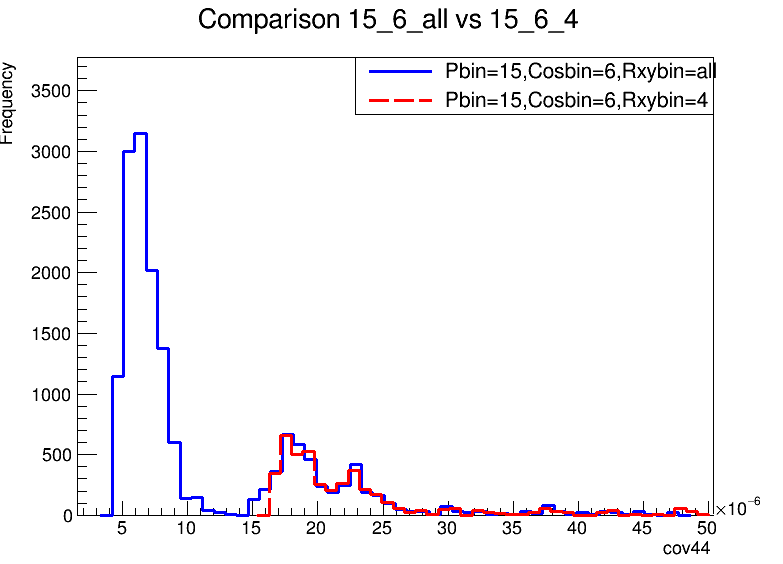 Comparison 15_6_all vs 15_6_4
Frequency
Pbin=15,Cosbin=6,Rxybin=all
Pbin=15,Cosbin=6,Rxybin=4
3500
3000
2500
2000
1500
1000
500
0
5 10 15 20 25 30 35 40 45 50
×10⁻⁶
cov44